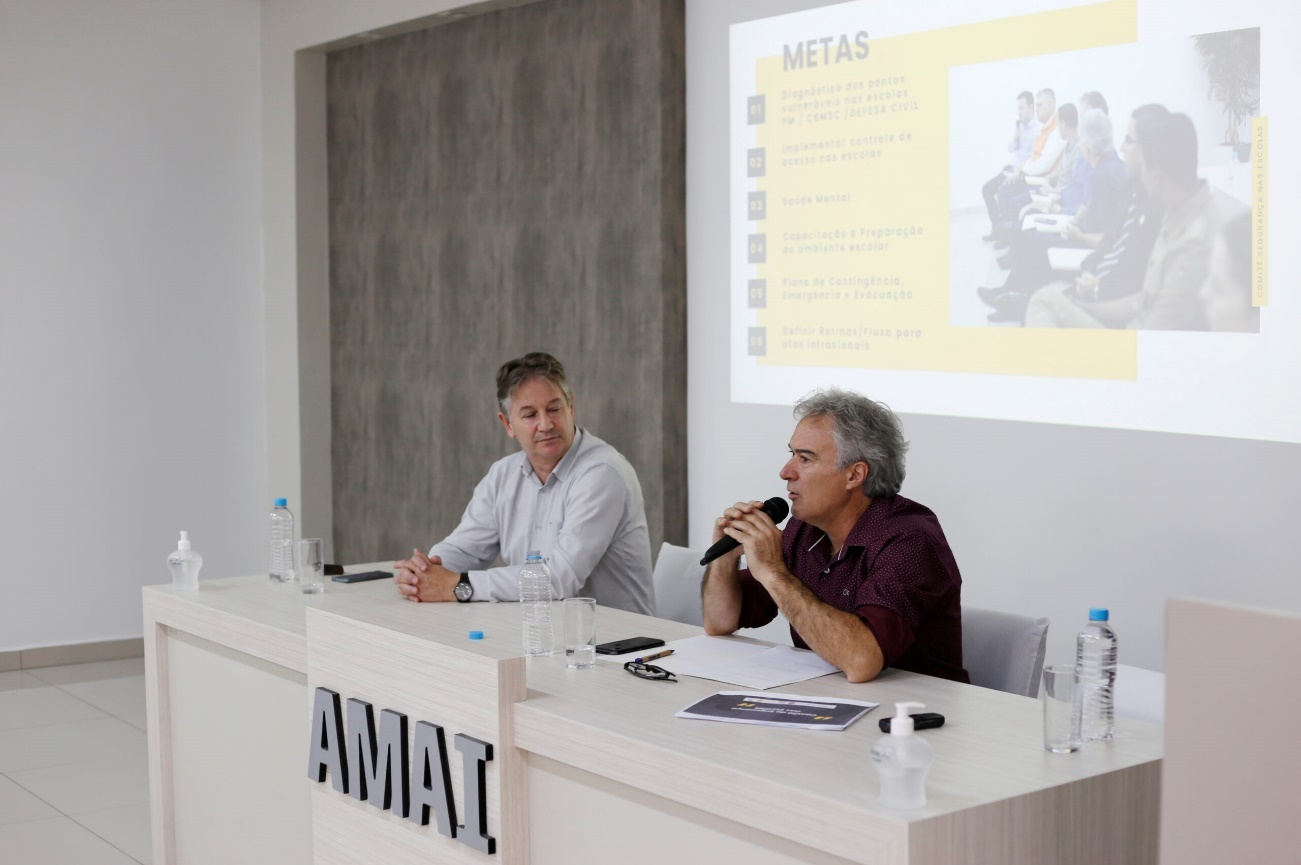 METAS
01
Diagnóstico dos pontos
vulneráveis nas escolas
PM / CBMSC /DEFESA CIVIL
02
Implementar controle de
acesso nas escolas
03
Saúde Mental
04
Capacitação e Preparação
do ambiente escolar
05
Plano de Contingência,
Emergência e Evacuação
06
Definir Rotinas/Fluxo para
atos infracionais
COMITÊ SEGURANÇA NAS ESCOLAS
AMAI